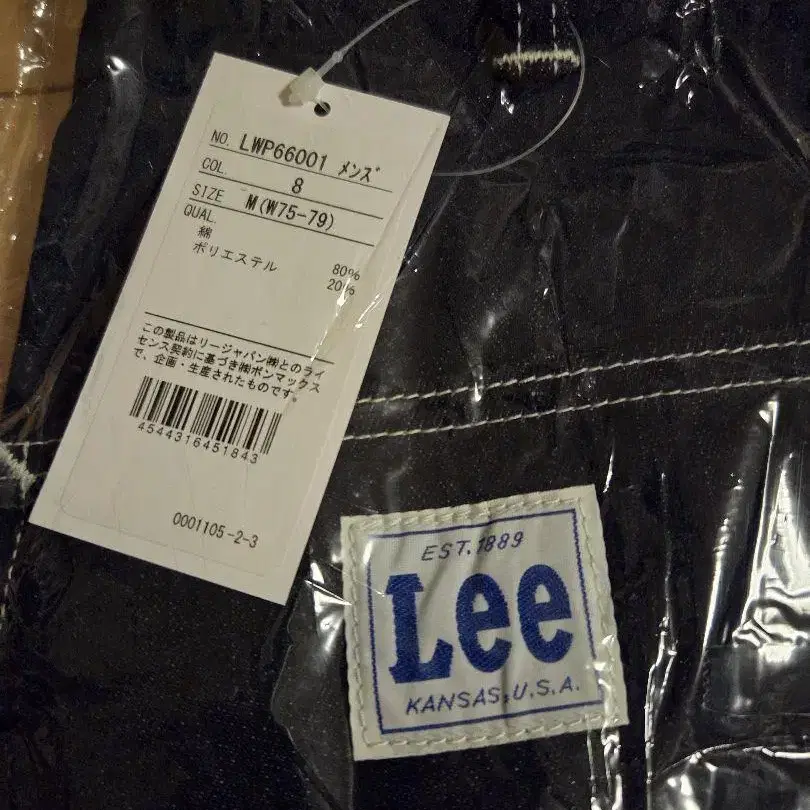 NO. LWP66001 メンズ
COL. 8
SIZE M(W75-79)
QUAL.
綿 80%
ポリエステル 20%
この製品はリージャパン㈱とのライ
センス契約に基づき㈱ボンマックス
で、企画・生産されたものです。
4544316451843
0001105-2-3
EST. 1889
Lee
KANSAS, U.S.A.